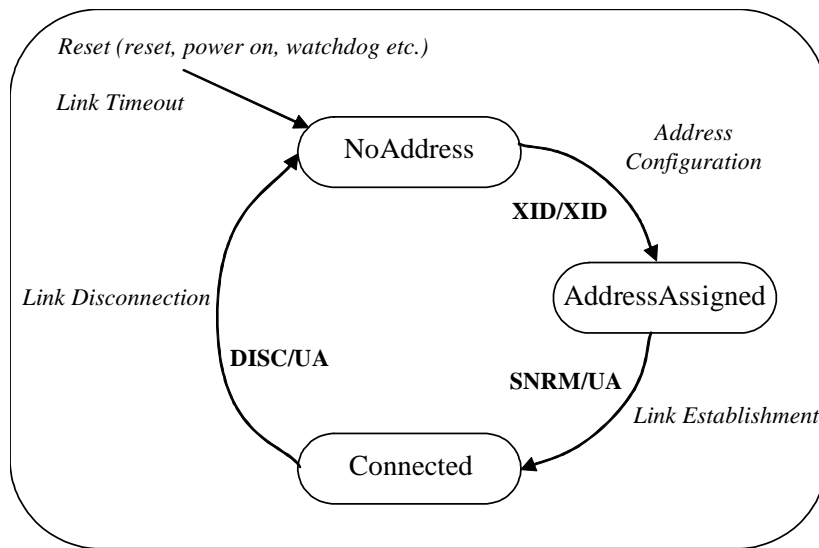 Reset (reset, power on, watchdog etc.)
Link Timeout
NoAddress
Address
Configuration
XID/XID
AddressAssigned
Link Disconnection
DISC/UA
SNRM/UA
Link Establishment
Connected